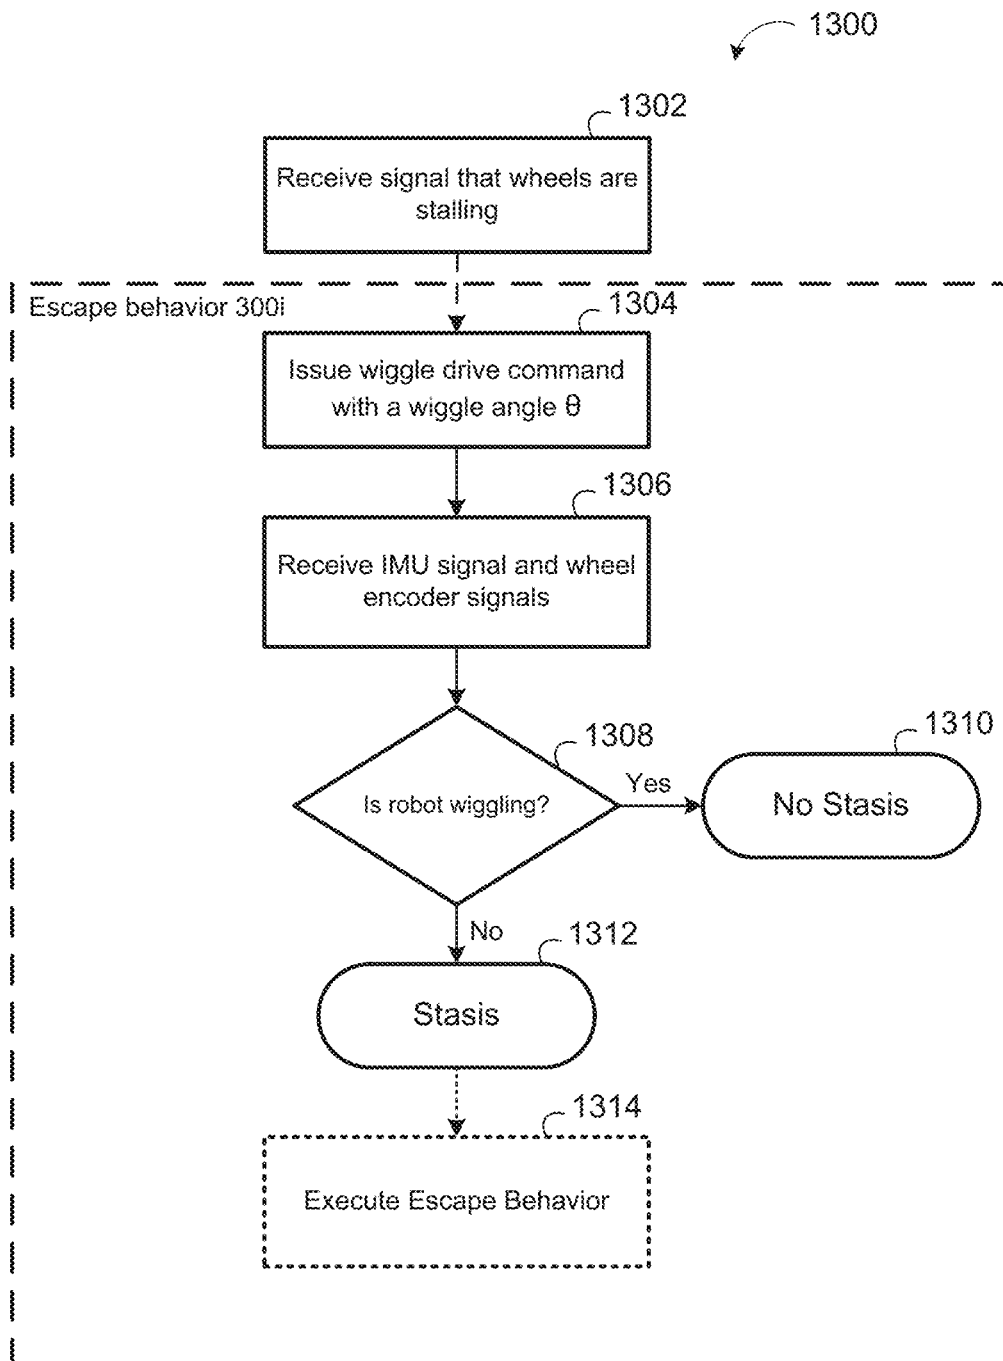 1300
1302
Receive signal that wheels are
stalling
Escape behavior 300i
1304
Issue wiggle drive command
with a wiggle angle θ
1306
Receive IMU signal and wheel
encoder signals
1308
Is robot wiggling?
Yes
1310
No Stasis
No
1312
Stasis
1314
Execute Escape Behavior